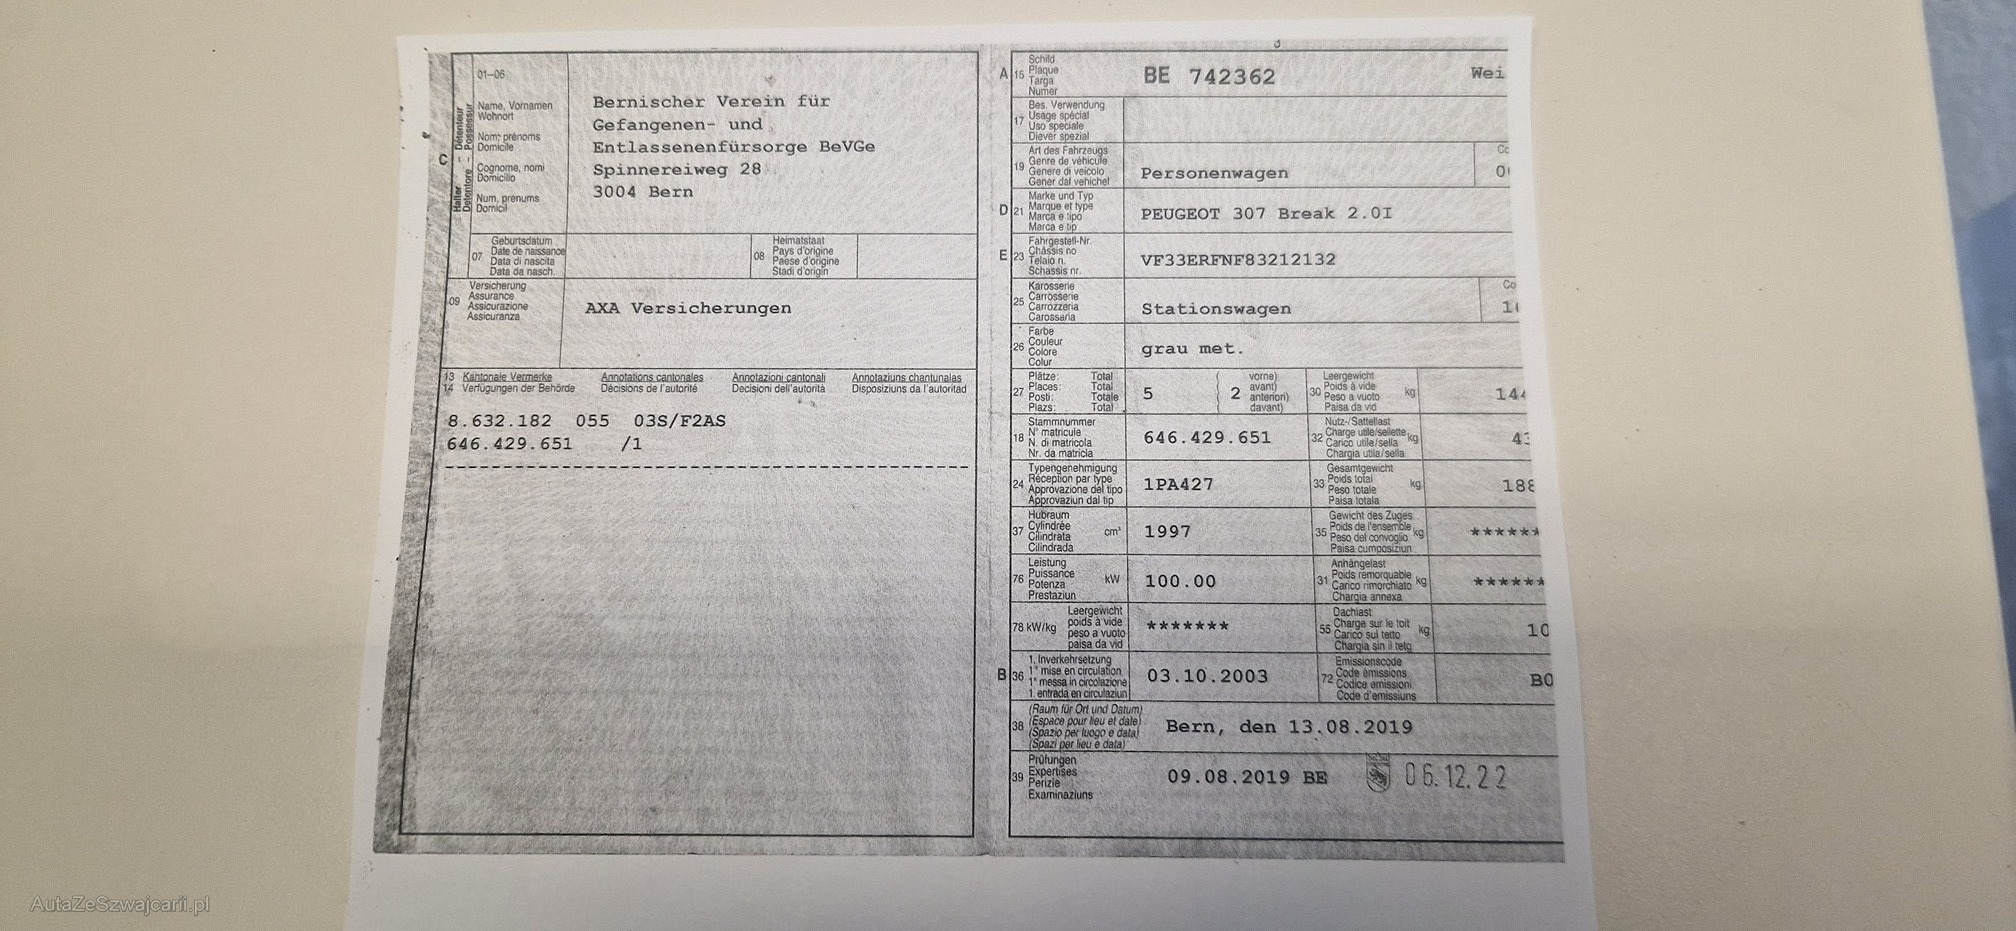 01-06
Halter - Détenteur
Detentore - Possessur
C
Name, Vornamen
Wohnort
Nom, prénoms
Domicile
Cognome, nomi
Domicilio
Num, prenums
Domicil
Bernischer Verein für
Gefangenen- und
Entlassenenfürsorge BeVGe
Spinnereiweg 28
3004 Bern
07
Geburtsdatum
Date de naissance
Data di nascita
Data da nasch.
08
Heimatstaat
Pays d'origine
Paese d'origine
Stadi d'origin
09
Versicherung
Assurance
Assicurazione
Assicuranza
AXA Versicherungen
13 Kantonale Vermerke Annotations cantonales Annotazioni cantonali Annotaziuns chantunalas
14 Verfügungen der Behörde Décisions de l'autorité Decisioni dell'autorità Disposiziuns da l'autoritad
8.632.182 055 03S/F2AS
646.429.651 /1
3
A 15
Schild
Plaque
Targa
Numer
BE 742362 Wei
17
Bes. Verwendung
Usage spécial
Uso speciale
Diever spezial
19
Art des Fahrzeugs
Genre de véhicule
Genere di veicolo
Gener dal vehichel
Personenwagen
D 21
Marke und Typ
Marque et type
Marca e tipo
Marca e tip
PEUGEOT 307 Break 2.0I
E 23
Fahrgestell-Nr.
Châssis no
Telaio n.
Schassis nr.
VF33ERFNF83212132
25
Karosserie
Carrosserie
Carrozzeria
Carossaria
Stationswagen
Co
26
Farbe
Couleur
Colore
Colur
grau met.
27
Plätze: Total
Places: Total
Posti: Totale
Plazs: Total
5
( 2
vorne)
avant)
anteriori)
davant)
30
Leergewicht
Poids à vide
Peso a vuoto
Paisa da vid
kg
144
18
Stammnummer
N° matricule
N. di matricola
Nr. da matricla
646.429.651
32
Nutz-/Sattellast
Charge utile/sellette
Carico utile/sella
Chargia utila/sella
kg
43
24
Typengenehmigung
Réception par type
Approvazione del tipo
Approvaziun dal tip
1PA427
33
Gesamtgewicht
Poids total
Peso totale
Paisa totala
kg
188
37
Hubraum
Cylindrée
Cilindrata
Cilindrada
cm³
1997
35
Gewicht des Zuges
Poids de l'ensemble
Peso del convoglio
Paisa cumposiziun
kg
******
76
Leistung
Puissance
Potenza
Prestaziun
kW
100.00
31
Anhängelast
Poids remorquable
Carico rimorchiato
Chargia annexa
kg
******
78 kW/kg
Leergewicht
poids à vide
peso a vuoto
paisa da vid
*******
55
Dachlast
Charge sur le toit
Carico sul tetto
Chargia sin il tetg
kg
10
B 36
1. Inverkehrsetzung
1re mise en circulation
1a messa in circolazione
1. entrada en circulaziun
03.10.2003
72
Emissionscode
Code émissions
Codice emissioni
Code d'emissiuns
B0
38
(Raum für Ort und Datum)
(Espace pour lieu et date)
(Spazio per luogo e data)
(Spazi per lieu e data)
Bern, den 13.08.2019
39
Prüfungen
Expertises
Perizie
Examinaziuns
09.08.2019 BE 06.12.22
AutaZeSzwajcarii.pl